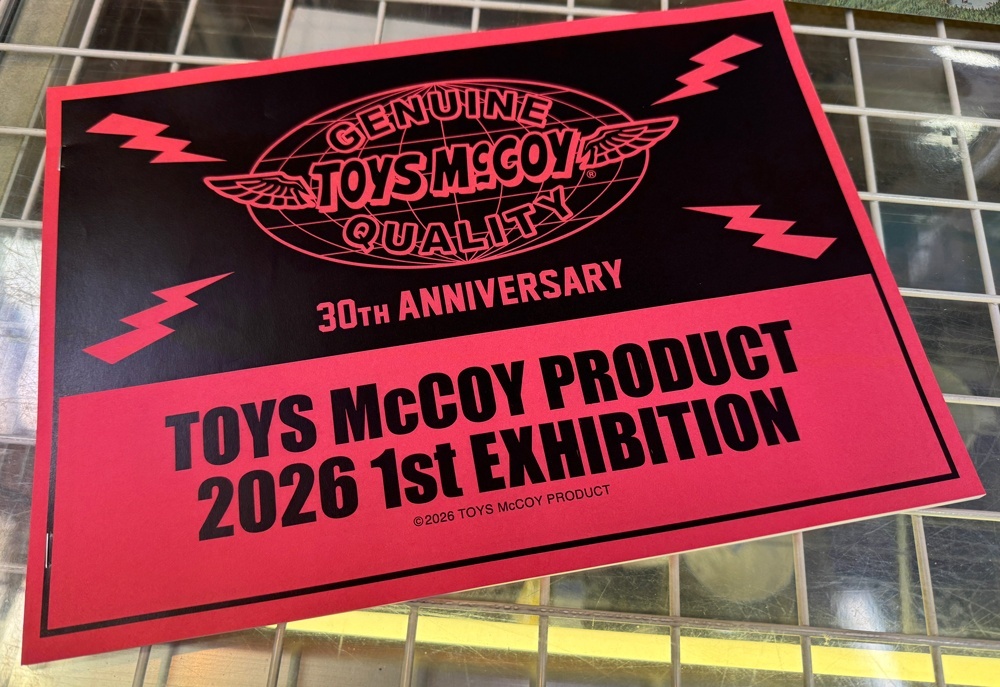 GENUINE
TOYS McCOY®
QUALITY
30TH ANNIVERSARY
TOYS McCOY PRODUCT
2026 1st EXHIBITION
©2026 TOYS McCOY PRODUCT